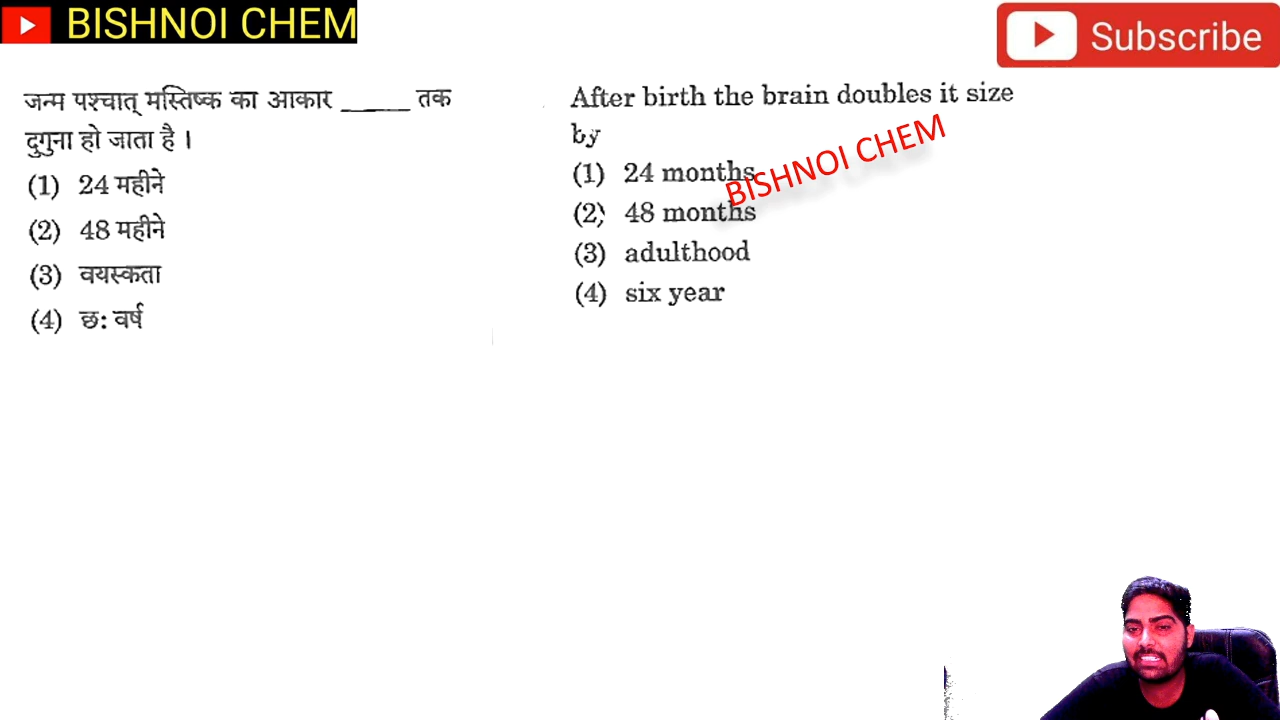 BISHNOI CHEM
Subscribe
जन्म पश्चात् मस्तिष्क का आकार _____ तक
दुगुना हो जाता है ।
(1) 24 महीने
(2) 48 महीने
(3) वयस्कता
(4) छः वर्ष
After birth the brain doubles it size
by
(1) 24 months
(2) 48 months
(3) adulthood
(4) six year
BISHNOI CHEM